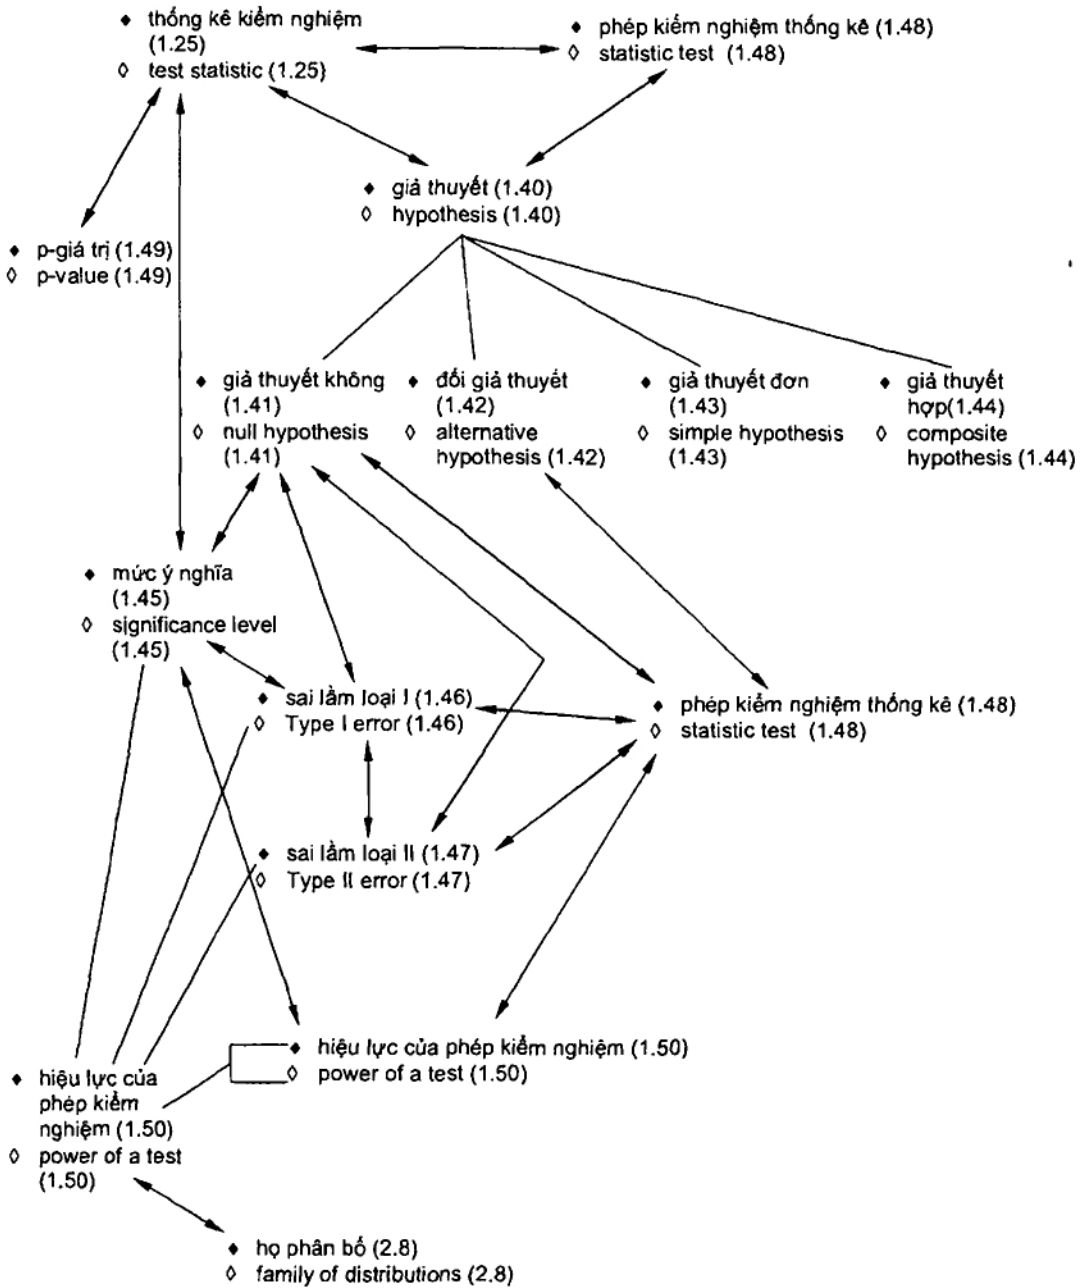 ♦ thống kê kiểm nghiệm
(1.25)
◊ test statistic (1.25)
♦ phép kiểm nghiệm thống kê (1.48)
◊ statistic test (1.48)
♦ giả thuyết (1.40)
◊ hypothesis (1.40)
♦ p-giá trị (1.49)
◊ p-value (1.49)
♦ giả thuyết không
(1.41)
◊ null hypothesis
(1.41)
♦ đối giả thuyết
(1.42)
◊ alternative
hypothesis (1.42)
♦ giả thuyết đơn
(1.43)
◊ simple hypothesis
(1.43)
♦ giả thuyết
hợp(1.44)
◊ composite
hypothesis (1.44)
♦ mức ý nghĩa
(1.45)
◊ significance level
(1.45)
♦ sai lầm loại I (1.46)
◊ Type I error (1.46)
♦ phép kiểm nghiệm thống kê (1.48)
◊ statistic test (1.48)
♦ sai lầm loại II (1.47)
◊ Type II error (1.47)
♦ hiệu lực của phép kiểm nghiệm (1.50)
◊ power of a test (1.50)
♦ hiệu lực của
phép kiểm
nghiệm (1.50)
◊ power of a test
(1.50)
♦ họ phân bố (2.8)
◊ family of distributions (2.8)